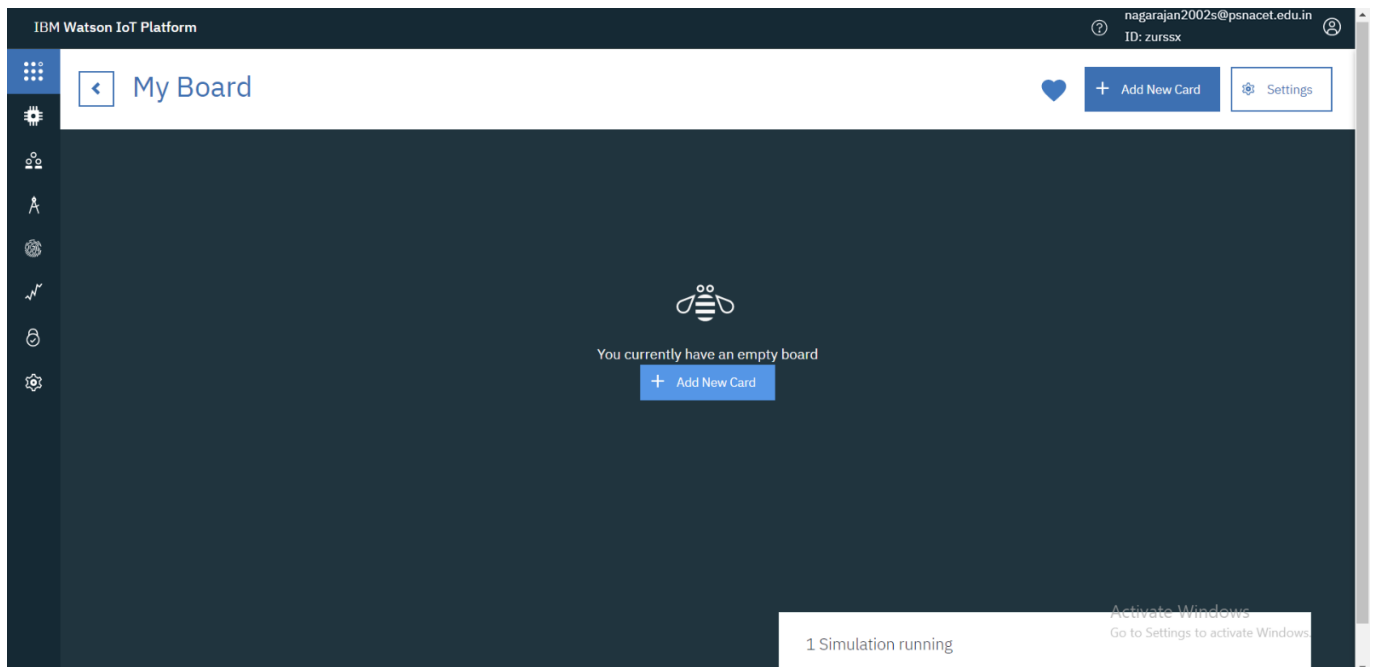 IBM Watson IoT Platform
nagarajan2002s@psnacet.edu.in
ID: zurssx
My Board
Add New Card
Settings
You currently have an empty board
Add New Card
1 Simulation running
Activate Windows
Go to Settings to activate Windows.